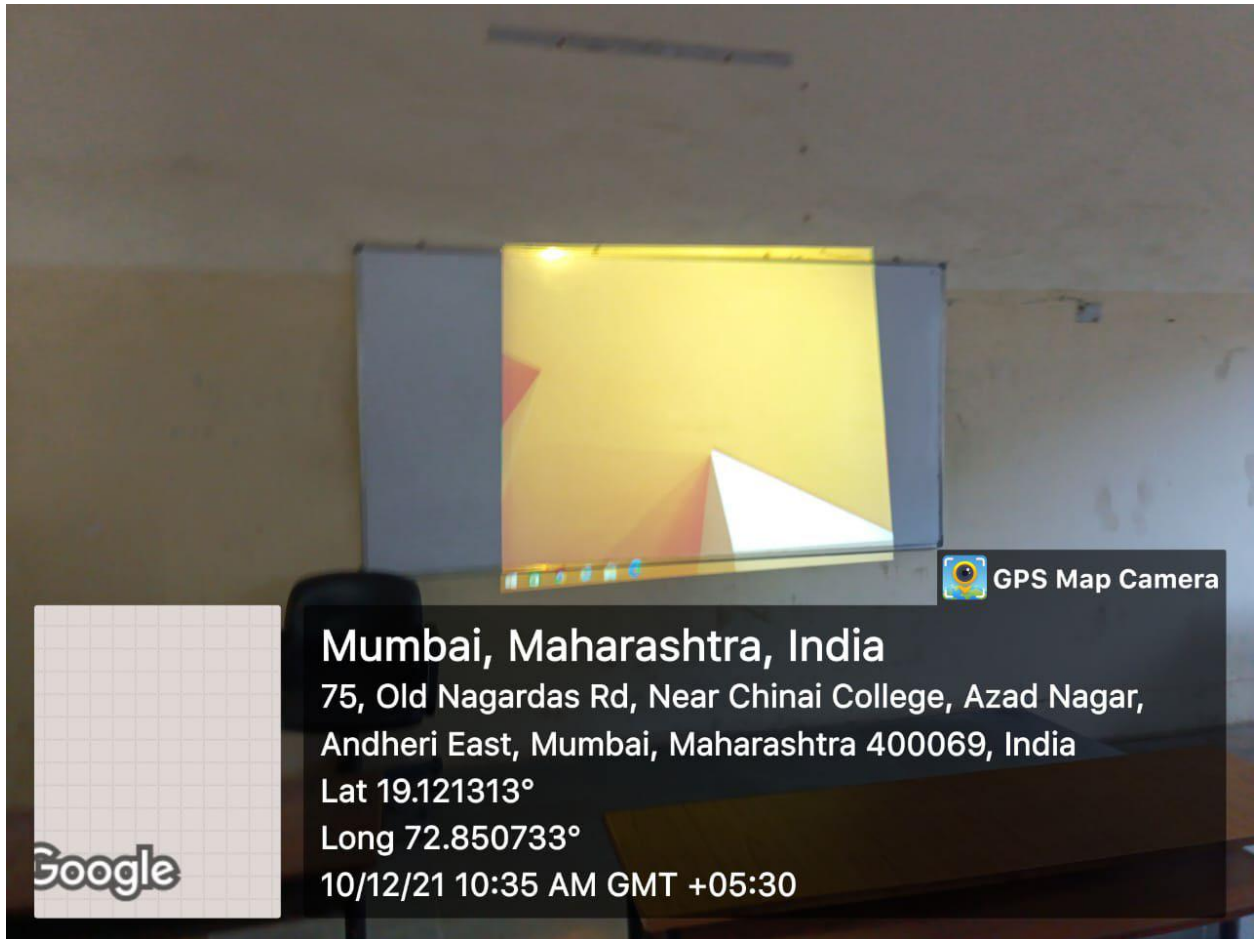 GPS Map Camera
Mumbai, Maharashtra, India
75, Old Nagardas Rd, Near Chinai College, Azad Nagar,
Andheri East, Mumbai, Maharashtra 400069, India
Lat 19.121313°
Long 72.850733°
10/12/21 10:35 AM GMT +05:30
Google